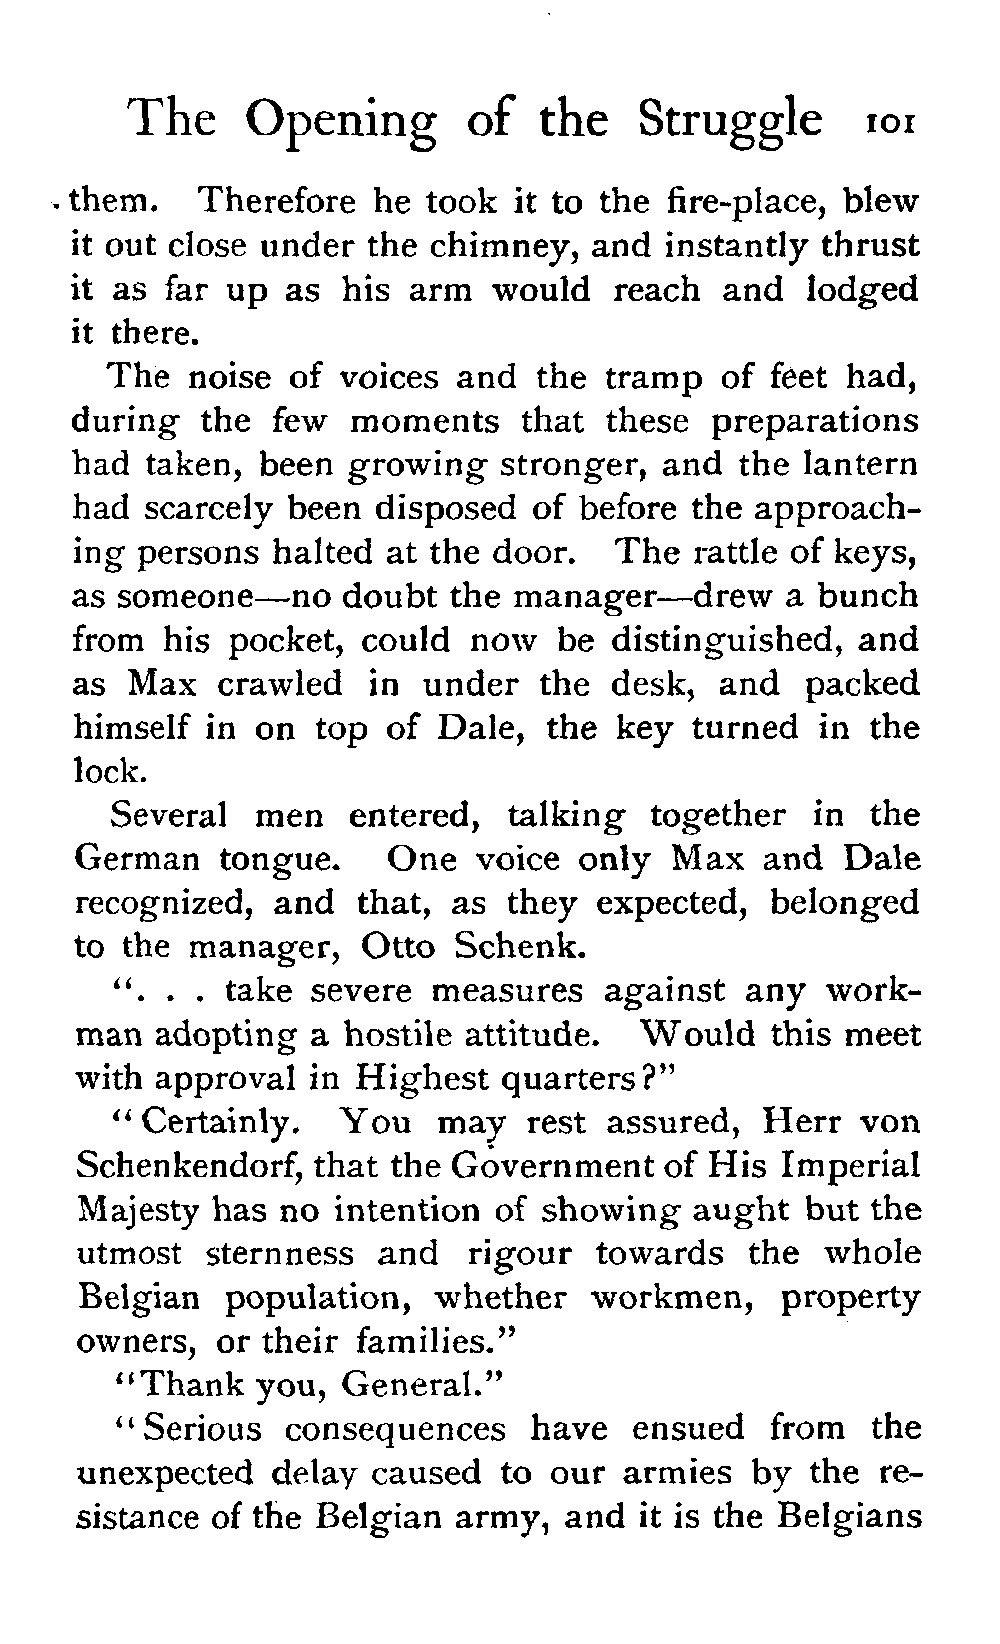 The Opening of the Struggle 101
them. Therefore he took it to the fire-place, blew
it out close under the chimney, and instantly thrust
it as far up as his arm would reach and lodged
it there.
The noise of voices and the tramp of feet had,
during the few moments that these preparations
had taken, been growing stronger, and the lantern
had scarcely been disposed of before the approach-
ing persons halted at the door. The rattle of keys,
as someone—no doubt the manager—drew a bunch
from his pocket, could now be distinguished, and
as Max crawled in under the desk, and packed
himself in on top of Dale, the key turned in the
lock.
Several men entered, talking together in the
German tongue. One voice only Max and Dale
recognized, and that, as they expected, belonged
to the manager, Otto Schenk.
“. . . take severe measures against any work-
man adopting a hostile attitude. Would this meet
with approval in Highest quarters?”
“Certainly. You may rest assured, Herr von
Schenkendorf, that the Government of His Imperial
Majesty has no intention of showing aught but the
utmost sternness and rigour towards the whole
Belgian population, whether workmen, property
owners, or their families.”
“Thank you, General.”
“Serious consequences have ensued from the
unexpected delay caused to our armies by the re-
sistance of the Belgian army, and it is the Belgians